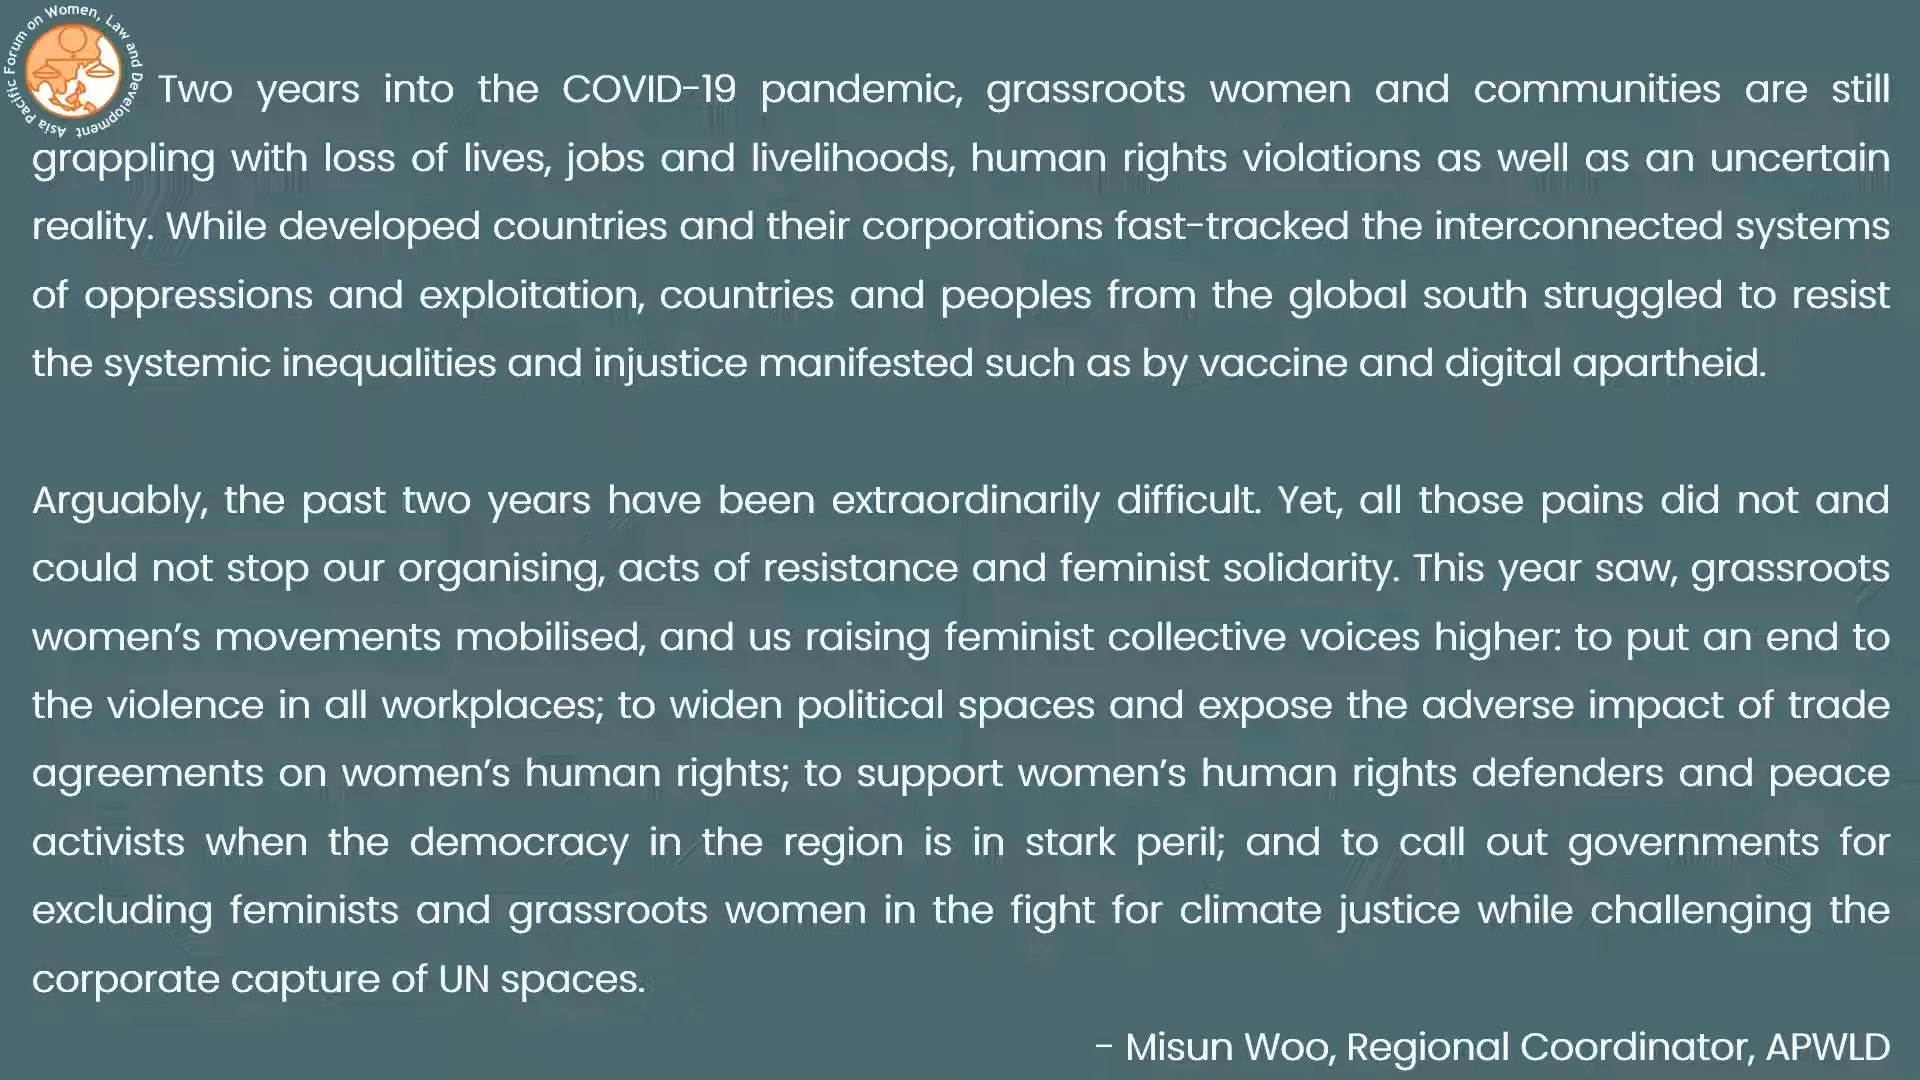 Asia Pacific Forum on Women, Law and Development
Two years into the COVID-19 pandemic, grassroots women and communities are still
grappling with loss of lives, jobs and livelihoods, human rights violations as well as an uncertain
reality. While developed countries and their corporations fast-tracked the interconnected systems
of oppressions and exploitation, countries and peoples from the global south struggled to resist
the systemic inequalities and injustice manifested such as by vaccine and digital apartheid.
Arguably, the past two years have been extraordinarily difficult. Yet, all those pains did not and
could not stop our organising, acts of resistance and feminist solidarity. This year saw, grassroots
women’s movements mobilised, and us raising feminist collective voices higher: to put an end to
the violence in all workplaces; to widen political spaces and expose the adverse impact of trade
agreements on women’s human rights; to support women’s human rights defenders and peace
activists when the democracy in the region is in stark peril; and to call out governments for
excluding feminists and grassroots women in the fight for climate justice while challenging the
corporate capture of UN spaces.
- Misun Woo, Regional Coordinator, APWLD